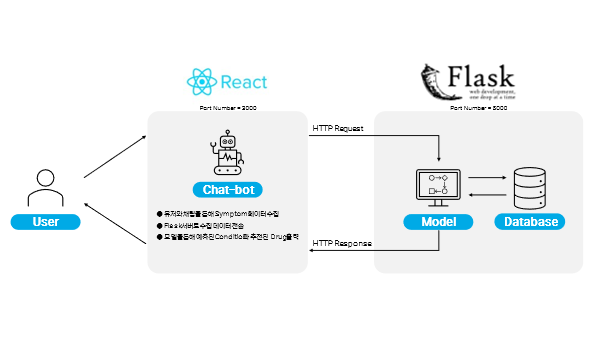 React
Flask
web development,
one drop at a time
Port Number = 3000
Port Number = 5000
HTTP Request
Chat-bot
User
● 유저와 채팅을 통해 Symptom 데이터 수집
● Flask 서버로 수집 데이터 전송
● 모델을 통해 예측된 Condition과 추천된 Drug 출력
Model
Database
HTTP Response